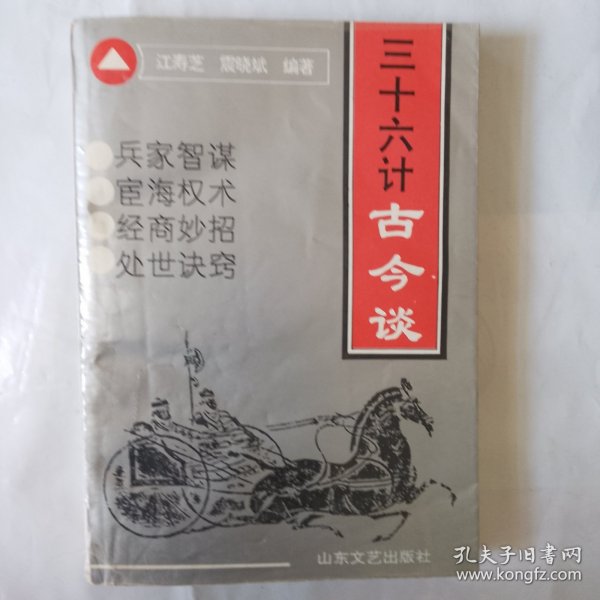 江寿芝 震晓斌 编著
三十六计
古今谈
兵家智谋
宦海权术
经商妙招
处世诀窍
山东文艺出版社
孔夫子旧书网
www.kongfz.com